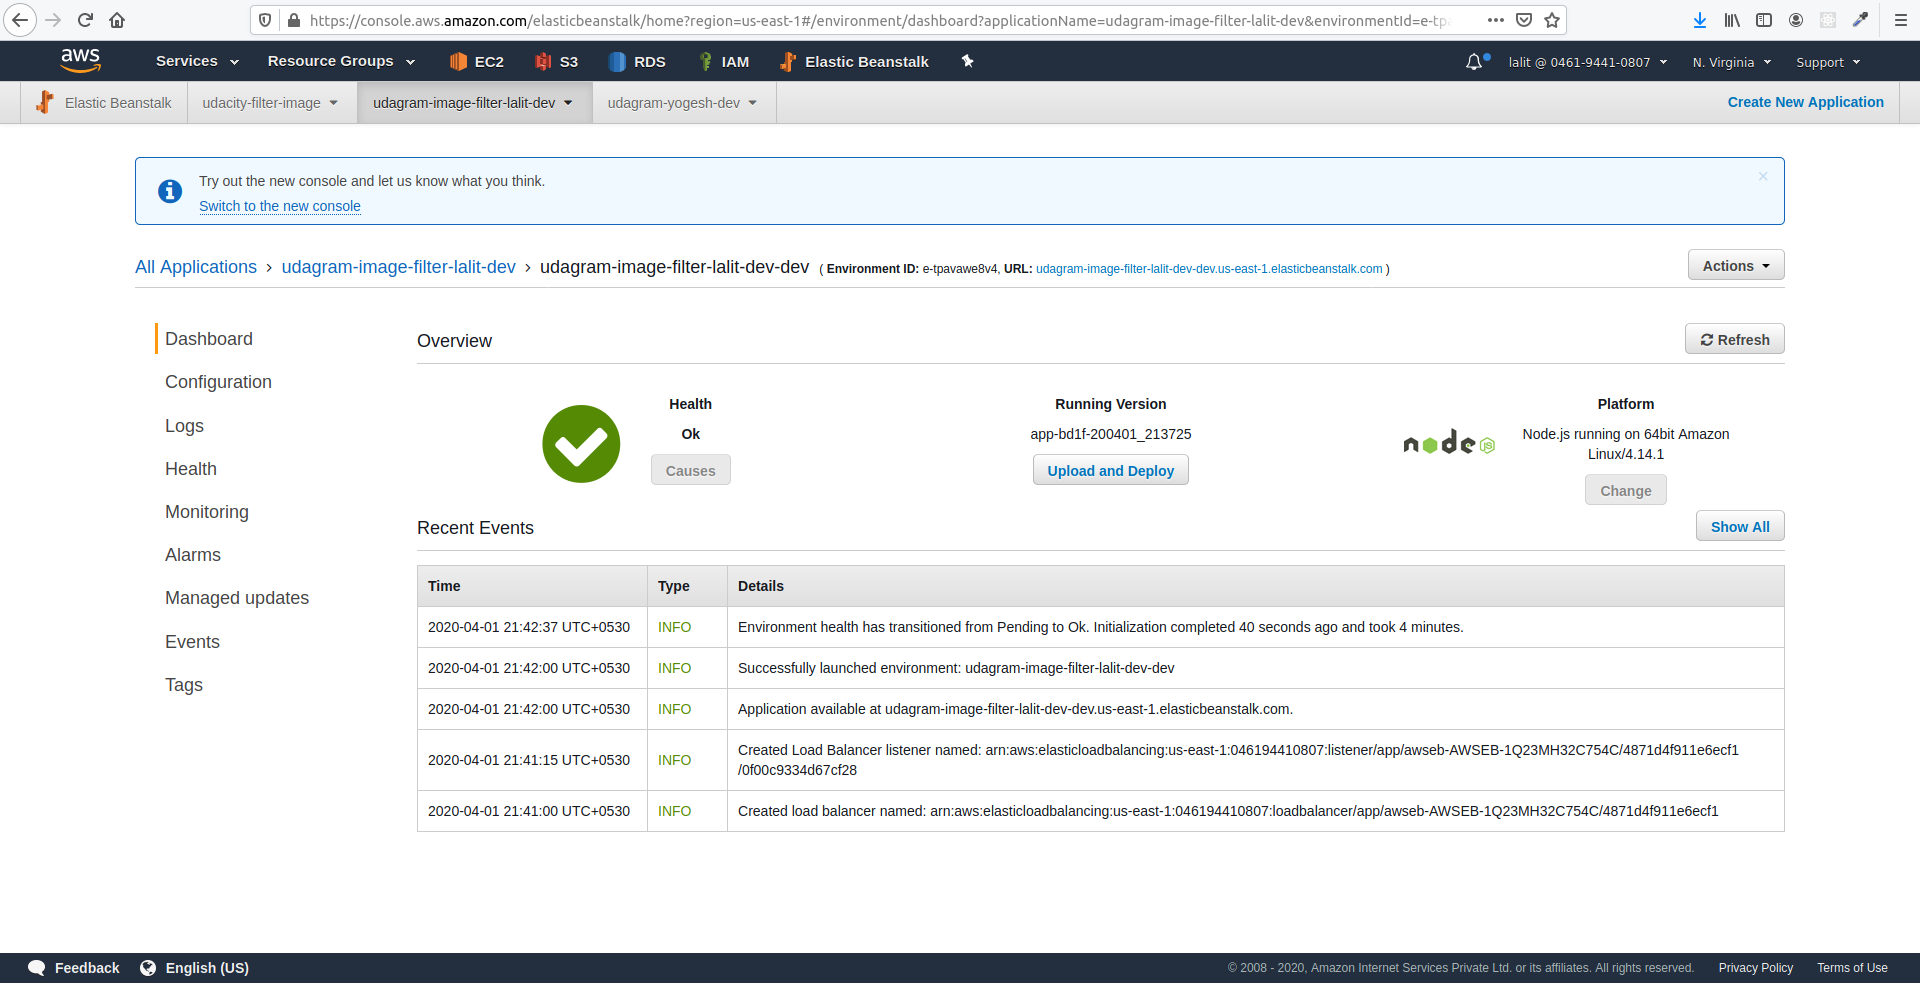 https://console.aws.amazon.com/elasticbeanstalk/home?region=us-east-1#/environment/dashboard?applicationName=udagram-image-filter-lalit-dev&environmentId=e-tpa
aws Services Resource Groups EC2 S3 RDS IAM Elastic Beanstalk lalit @ 0461-9441-0807 N. Virginia Support
Elastic Beanstalk udacity-filter-image udagram-image-filter-lalit-dev udagram-yogesh-dev Create New Application
Try out the new console and let us know what you think.
Switch to the new console
All Applications › udagram-image-filter-lalit-dev › udagram-image-filter-lalit-dev-dev ( Environment ID: e-tpavawe8v4, URL: udagram-image-filter-lalit-dev-dev.us-east-1.elasticbeanstalk.com )
Actions
Dashboard
Configuration
Logs
Health
Monitoring
Alarms
Managed updates
Events
Tags
Overview
Refresh
Health
Ok
Causes
Running Version
app-bd1f-200401_213725
Upload and Deploy
node JS
Platform
Node.js running on 64bit Amazon
Linux/4.14.1
Change
Recent Events
Show All
Time Type Details
2020-04-01 21:42:37 UTC+0530 INFO Environment health has transitioned from Pending to Ok. Initialization completed 40 seconds ago and took 4 minutes.
2020-04-01 21:42:00 UTC+0530 INFO Successfully launched environment: udagram-image-filter-lalit-dev-dev
2020-04-01 21:42:00 UTC+0530 INFO Application available at udagram-image-filter-lalit-dev-dev.us-east-1.elasticbeanstalk.com.
2020-04-01 21:41:15 UTC+0530 INFO Created Load Balancer listener named: arn:aws:elasticloadbalancing:us-east-1:046194410807:listener/app/awseb-AWSEB-1Q23MH32C754C/4871d4f911e6ecf1
/0f00c9334d67cf28
2020-04-01 21:41:00 UTC+0530 INFO Created load balancer named: arn:aws:elasticloadbalancing:us-east-1:046194410807:loadbalancer/app/awseb-AWSEB-1Q23MH32C754C/4871d4f911e6ecf1
Feedback English (US) © 2008 - 2020, Amazon Internet Services Private Ltd. or its affiliates. All rights reserved. Privacy Policy Terms of Use